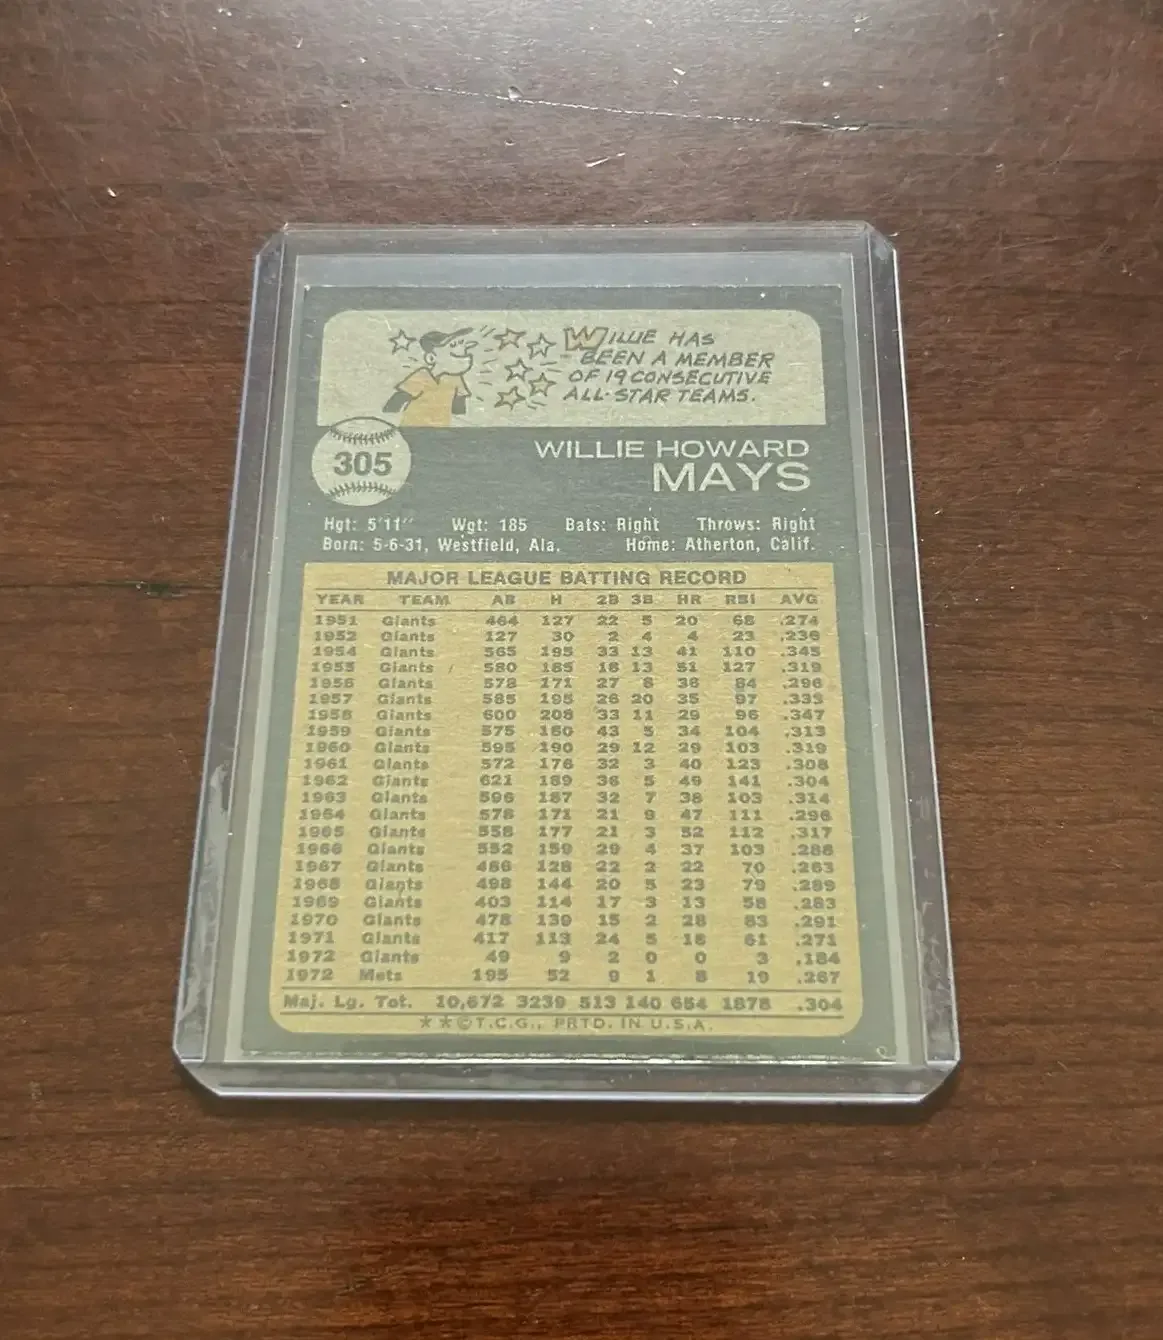 WILLIE HAS
BEEN A MEMBER
OF 19 CONSECUTIVE
ALL-STAR TEAMS.
305
WILLIE HOWARD
MAYS
Hgt: 5'11" Wgt: 185 Bats: Right Throws: Right
Born: 5-6-31, Westfield, Ala. Home: Atherton, Calif.
MAJOR LEAGUE BATTING RECORD
YEAR TEAM AB H 2B 3B HR RBI AVG
1951 Giants 464 127 22 5 20 68 .274
1952 Giants 127 30 2 4 4 23 .236
1954 Giants 565 195 33 13 41 110 .345
1955 Giants 580 185 18 13 51 127 .319
1956 Giants 578 171 27 8 36 84 .296
1957 Giants 585 195 26 20 35 97 .333
1958 Giants 600 208 33 11 29 96 .347
1959 Giants 575 180 43 5 34 104 .313
1960 Giants 595 190 29 12 29 103 .319
1961 Giants 572 176 32 3 40 123 .308
1962 Giants 621 189 36 5 49 141 .304
1963 Giants 596 187 32 7 38 103 .314
1964 Giants 578 171 21 9 47 111 .296
1965 Giants 558 177 21 3 52 112 .317
1966 Giants 552 159 29 4 37 103 .288
1967 Giants 486 128 22 2 22 70 .263
1968 Giants 498 144 20 5 23 79 .289
1969 Giants 403 114 17 3 13 58 .283
1970 Giants 478 139 15 2 28 83 .291
1971 Giants 417 113 24 5 18 61 .271
1972 Giants 49 9 2 0 0 3 .184
1972 Mets 195 52 9 1 8 19 .267
Maj. Lg. Tot. 10,672 3239 513 140 654 1878 .304
★★©T.C.G., PRTD. IN U.S.A.